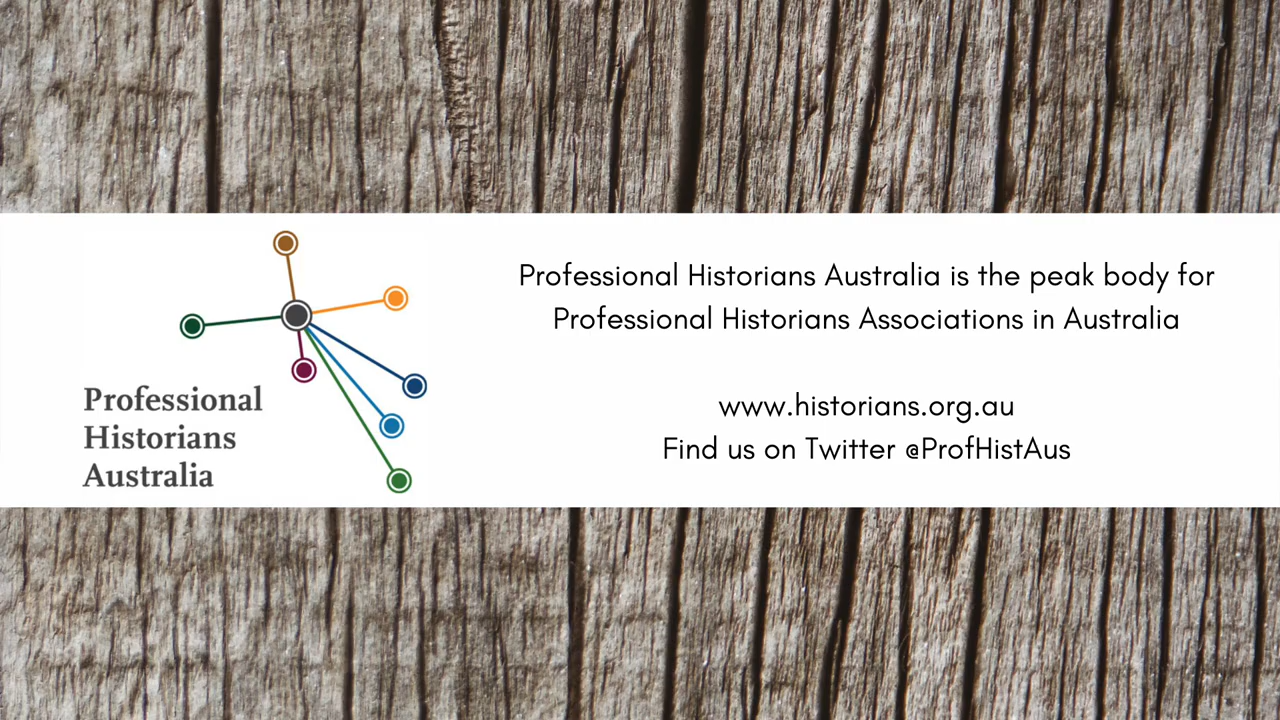 Professional
Historians
Australia
Professional Historians Australia is the peak body for
Professional Historians Associations in Australia
www.historians.org.au
Find us on Twitter @ProfHistAus